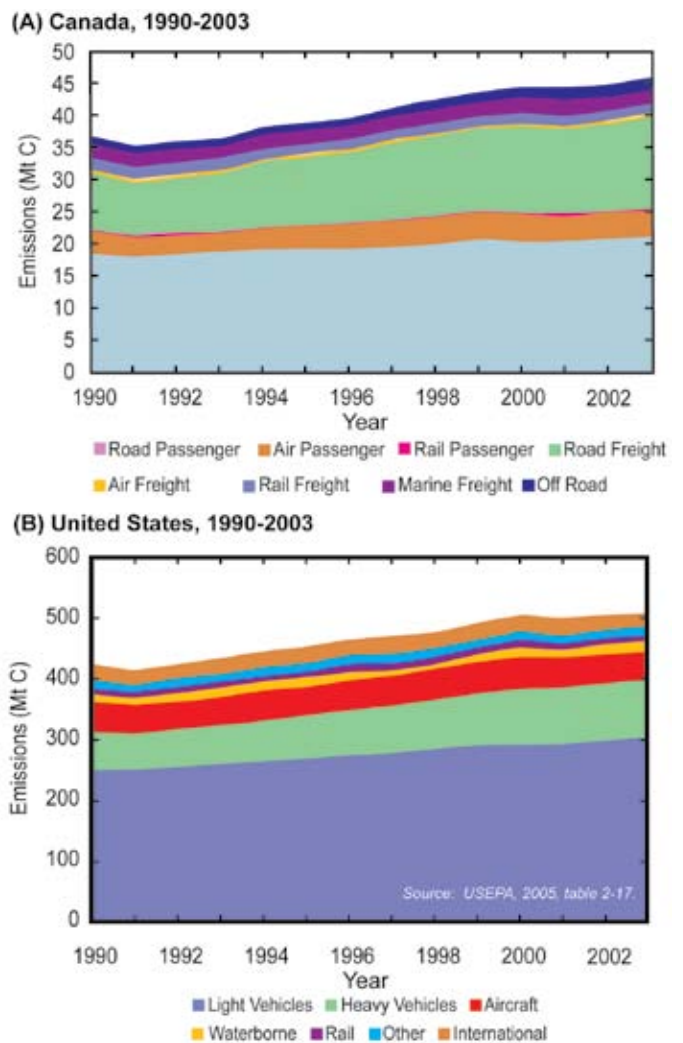 (A) Canada, 1990-2003
50
45
40
35
30
25
20
15
10
5
0
Emissions (Mt C)
1990 1992 1994 1996 1998 2000 2002
Year
Road Passenger Air Passenger Rail Passenger Road Freight
Air Freight Rail Freight Marine Freight Off Road
(B) United States, 1990-2003
600
500
400
300
200
100
0
Emissions (Mt C)
Source: USEPA, 2005, table 2-17.
1990 1992 1994 1996 1998 2000 2002
Year
Light Vehicles Heavy Vehicles Aircraft
Waterborne Rail Other International